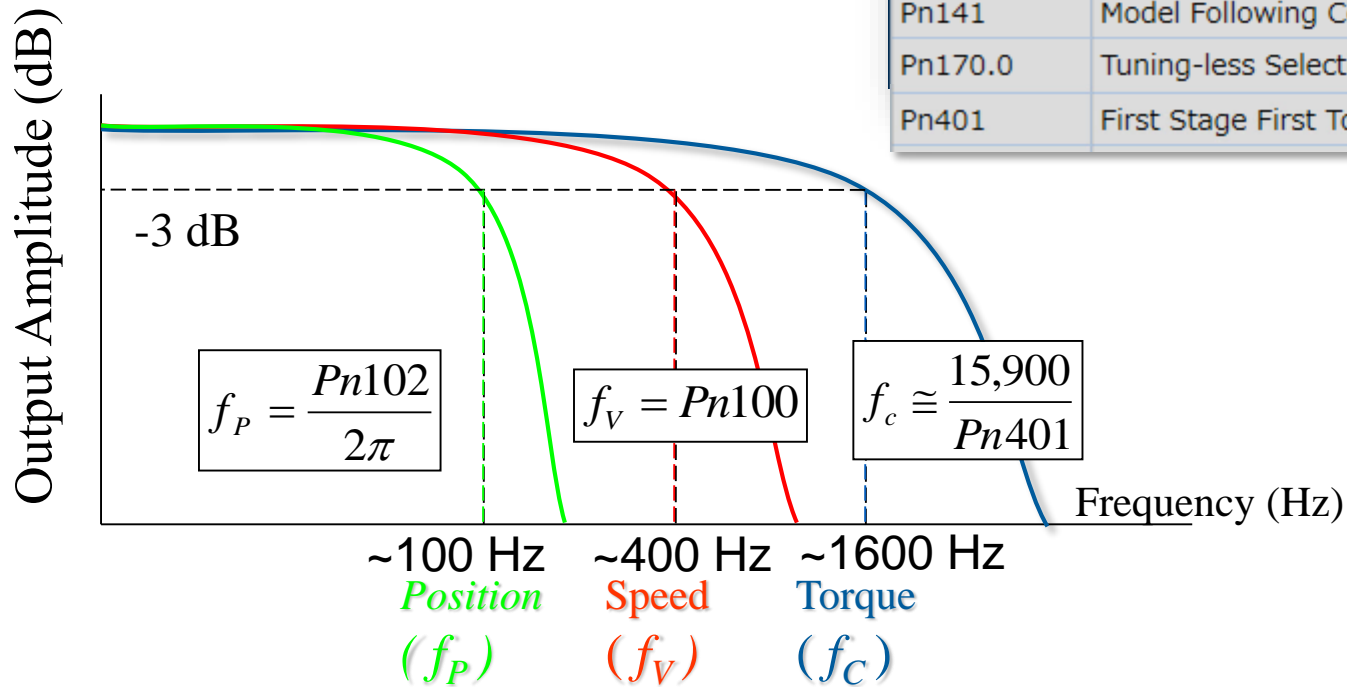 Pn141 Model Following
Pn170.0 Tuning-less
Pn401 First Stage First
Output Amplitude (dB)
-3 dB
f_P = Pn102 / 2π
f_V = Pn100
f_c ≅ 15,900 / Pn401
Frequency (Hz)
~100 Hz ~400 Hz ~1600 Hz
Position Speed Torque
(f_P) (f_V) (f_C)